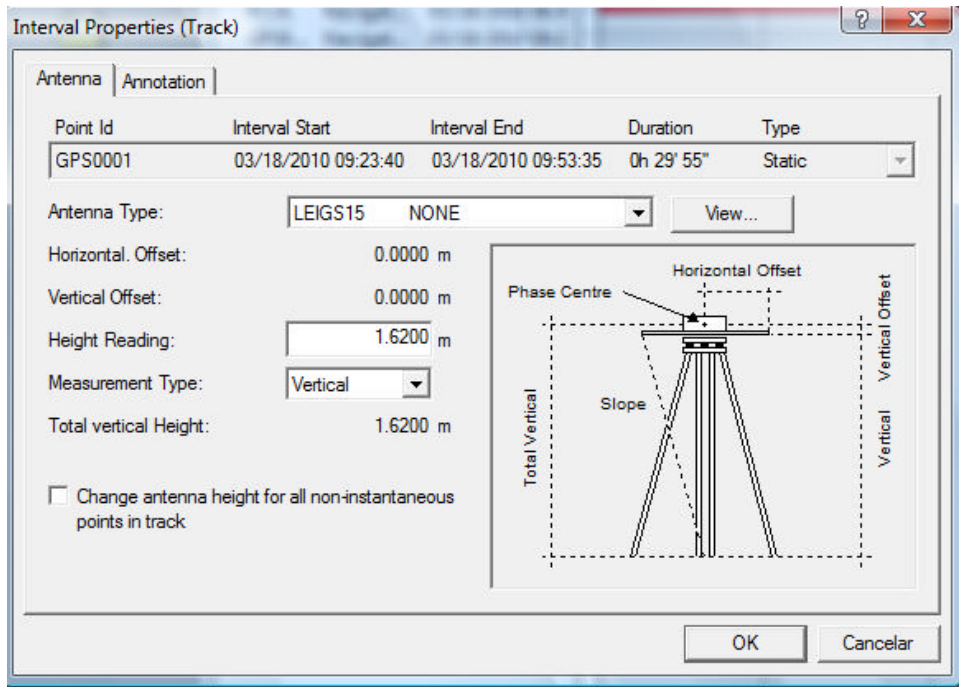 Interval Properties (Track)
Antenna Annotation
Point Id Interval Start Interval End Duration Type
GPS0001 03/18/2010 09:23:40 03/18/2010 09:53:35 0h 29' 55" Static
Antenna Type: LEIGS15 NONE View...
Horizontal. Offset: 0.0000 m
Vertical Offset: 0.0000 m
Height Reading: 1.6200 m
Measurement Type: Vertical
Total vertical Height: 1.6200 m
Change antenna height for all non-instantaneous
points in track
Horizontal Offset
Phase Centre
Vertical Offset
Slope
Total Vertical
Vertical
OK Cancelar